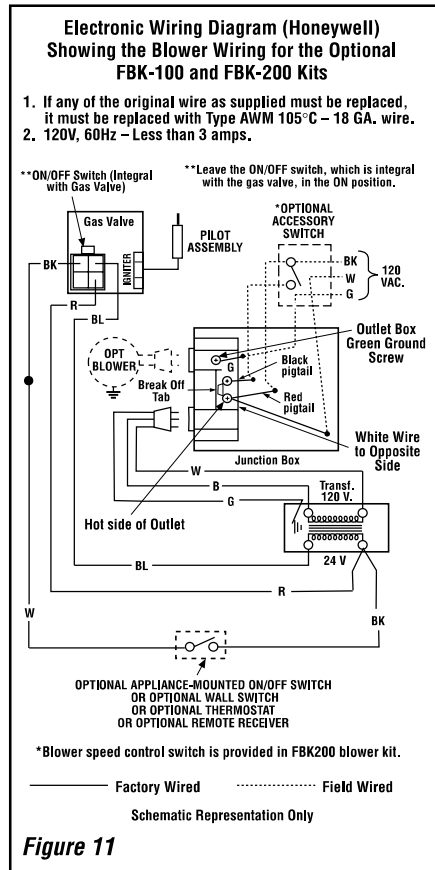 Electronic Wiring Diagram (Honeywell)
Showing the Blower Wiring for the Optional
FBK-100 and FBK-200 Kits
1. If any of the original wire as supplied must be replaced,
it must be replaced with Type AWM 105°C – 18 GA. wire.
2. 120V, 60Hz – Less than 3 amps.
**ON/OFF Switch (Integral
with Gas Valve)
**Leave the ON/OFF switch, which is integral
with the gas valve, in the ON position.
Gas Valve
PILOT
ASSEMBLY
IGNITER
*OPTIONAL
ACCESSORY
SWITCH
BK
R
BL
BK
W
G
120
VAC.
OPT
BLOWER
Break Off
Tab
G
Black
pigtail
Red
pigtail
Outlet Box
Green Ground
Screw
White Wire
to Opposite
Side
Junction Box
W
B
G
Hot side of Outlet
Transf.
120 V.
24 V
BL
R
W
BK
OPTIONAL APPLIANCE-MOUNTED ON/OFF SWITCH
OR OPTIONAL WALL SWITCH
OR OPTIONAL THERMOSTAT
OR OPTIONAL REMOTE RECEIVER
*Blower speed control switch is provided in FBK200 blower kit.
Factory Wired
Field Wired
Schematic Representation Only
Figure 11